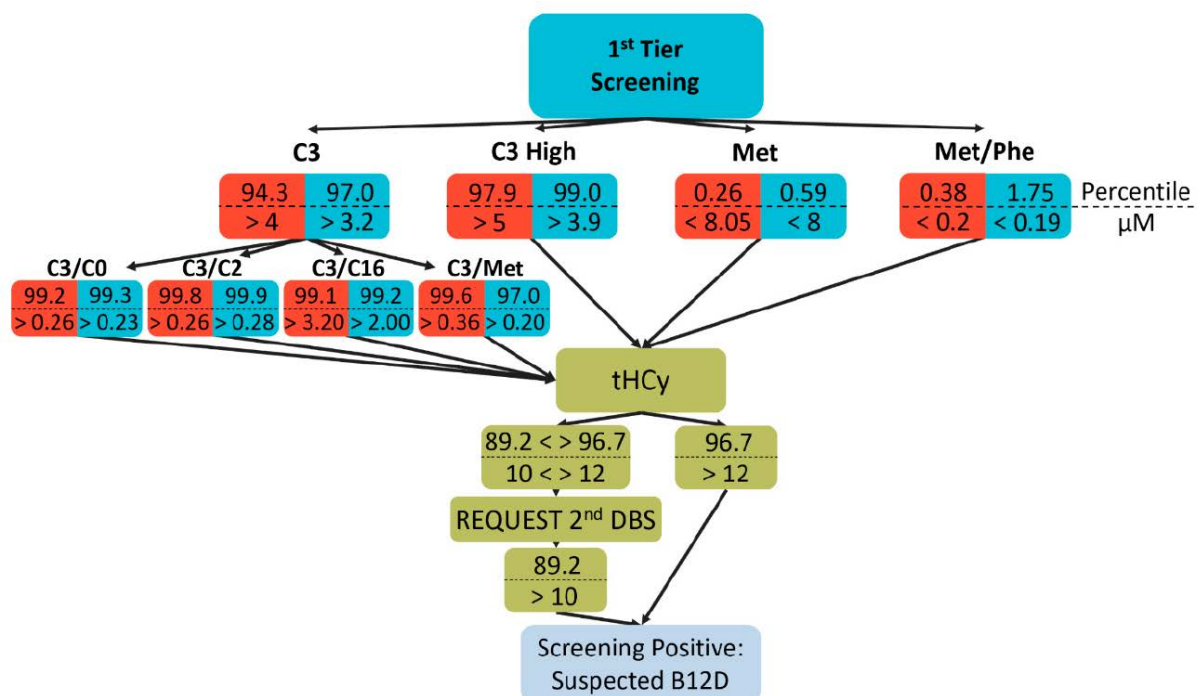 1st Tier
Screening
C3
C3 High
Met
Met/Phe
94.3
97.0
97.9
99.0
0.26
0.59
0.38
1.75
Percentile
> 4
> 3.2
> 5
> 3.9
< 8.05
< 8
< 0.2
< 0.19
µM
C3/C0
C3/C2
C3/C16
C3/Met
99.2
99.3
99.8
99.9
99.1
99.2
99.6
97.0
> 0.26
> 0.23
> 0.26
> 0.28
> 3.20
> 2.00
> 0.36
> 0.20
tHCy
89.2 < > 96.7
10 < > 12
96.7
> 12
REQUEST 2nd DBS
89.2
> 10
Screening Positive:
Suspected B12D